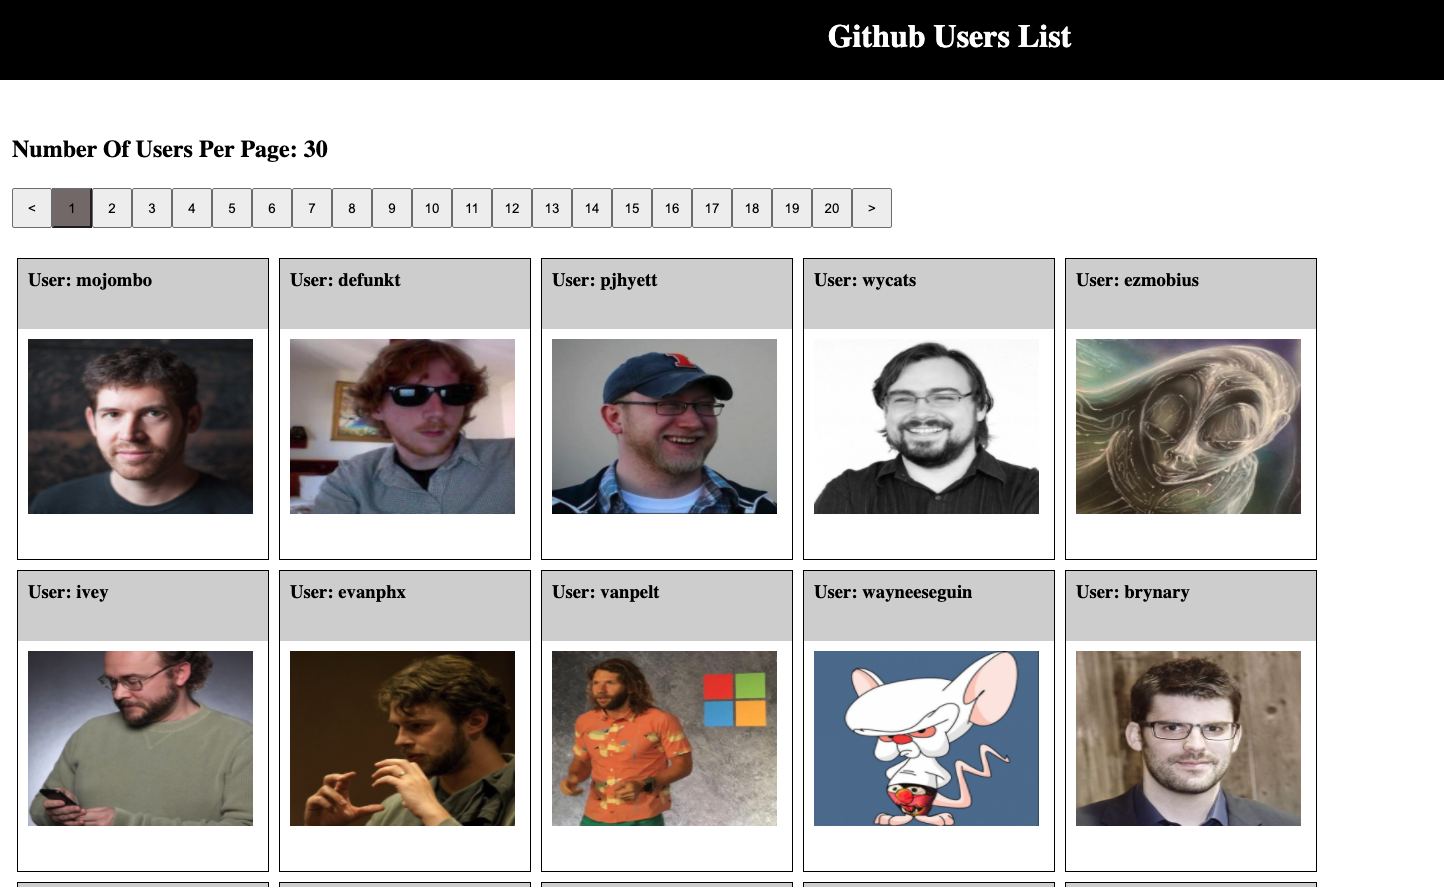 Github Users List
Number Of Users Per Page: 30
< 1 2 3 4 5 6 7 8 9 10 11 12 13 14 15 16 17 18 19 20 >
User: mojombo User: defunkt User: pjhyett User: wycats User: ezmobius
User: ivey User: evanphx User: vanpelt User: wayneeseguin User: brynary